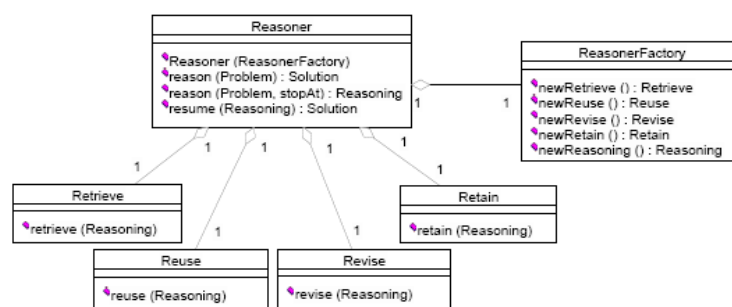 Reasoner
Reasoner (ReasonerFactory)
reason (Problem) : Solution
reason (Problem, stopAt) : Reasoning
resume (Reasoning) : Solution
ReasonerFactory
newRetrieve () : Retrieve
newReuse () : Reuse
newRevise () : Revise
newRetain () : Retain
newReasoning () : Reasoning
1
1
1
1
1
1
1
1
1
1
Retrieve
retrieve (Reasoning)
Retain
retain (Reasoning)
Reuse
reuse (Reasoning)
Revise
revise (Reasoning)